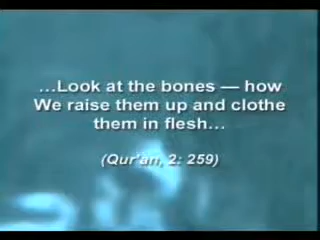 …Look at the bones — how
We raise them up and clothe
them in flesh…
(Qur'an, 2: 259)